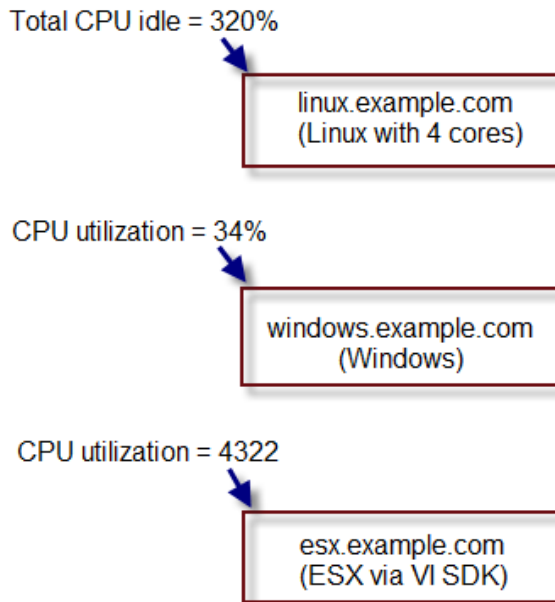 Total CPU idle = 320%
linux.example.com
(Linux with 4 cores)
CPU utilization = 34%
windows.example.com
(Windows)
CPU utilization = 4322
esx.example.com
(ESX via VI SDK)